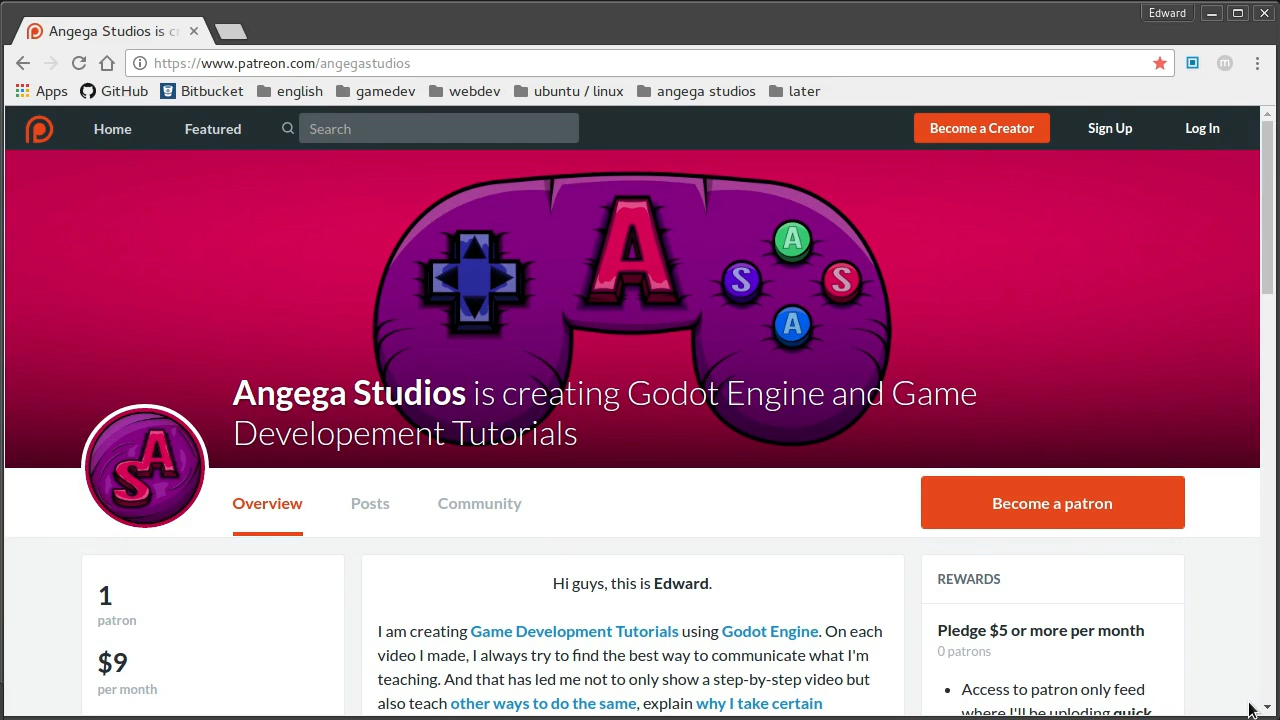 Edward
Angega Studios is c
https://www.patreon.com/angegastudios
m
Apps GitHub Bitbucket english gamedev webdev ubuntu / linux angega studios later
Home Featured Search Become a Creator Sign Up Log In
A
A
S S
A
Angega Studios is creating Godot Engine and Game
Developement Tutorials
SA
Overview Posts Community Become a patron
1
patron
$9
per month
Hi guys, this is Edward.
I am creating Game Development Tutorials using Godot Engine. On each
video I made, I always try to find the best way to communicate what I'm
teaching. And that has led me not to only show a step-by-step video but
also teach other ways to do the same, explain why I take certain
REWARDS
Pledge $5 or more per month
0 patrons
Access to patron only feed
where I'll be uploding quick